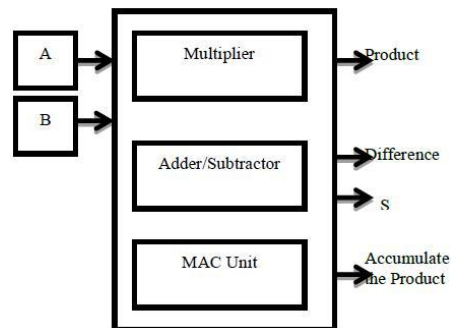 A
B
Multiplier
Product
Adder/Subtractor
Difference
S
MAC Unit
Accumulate
the Product